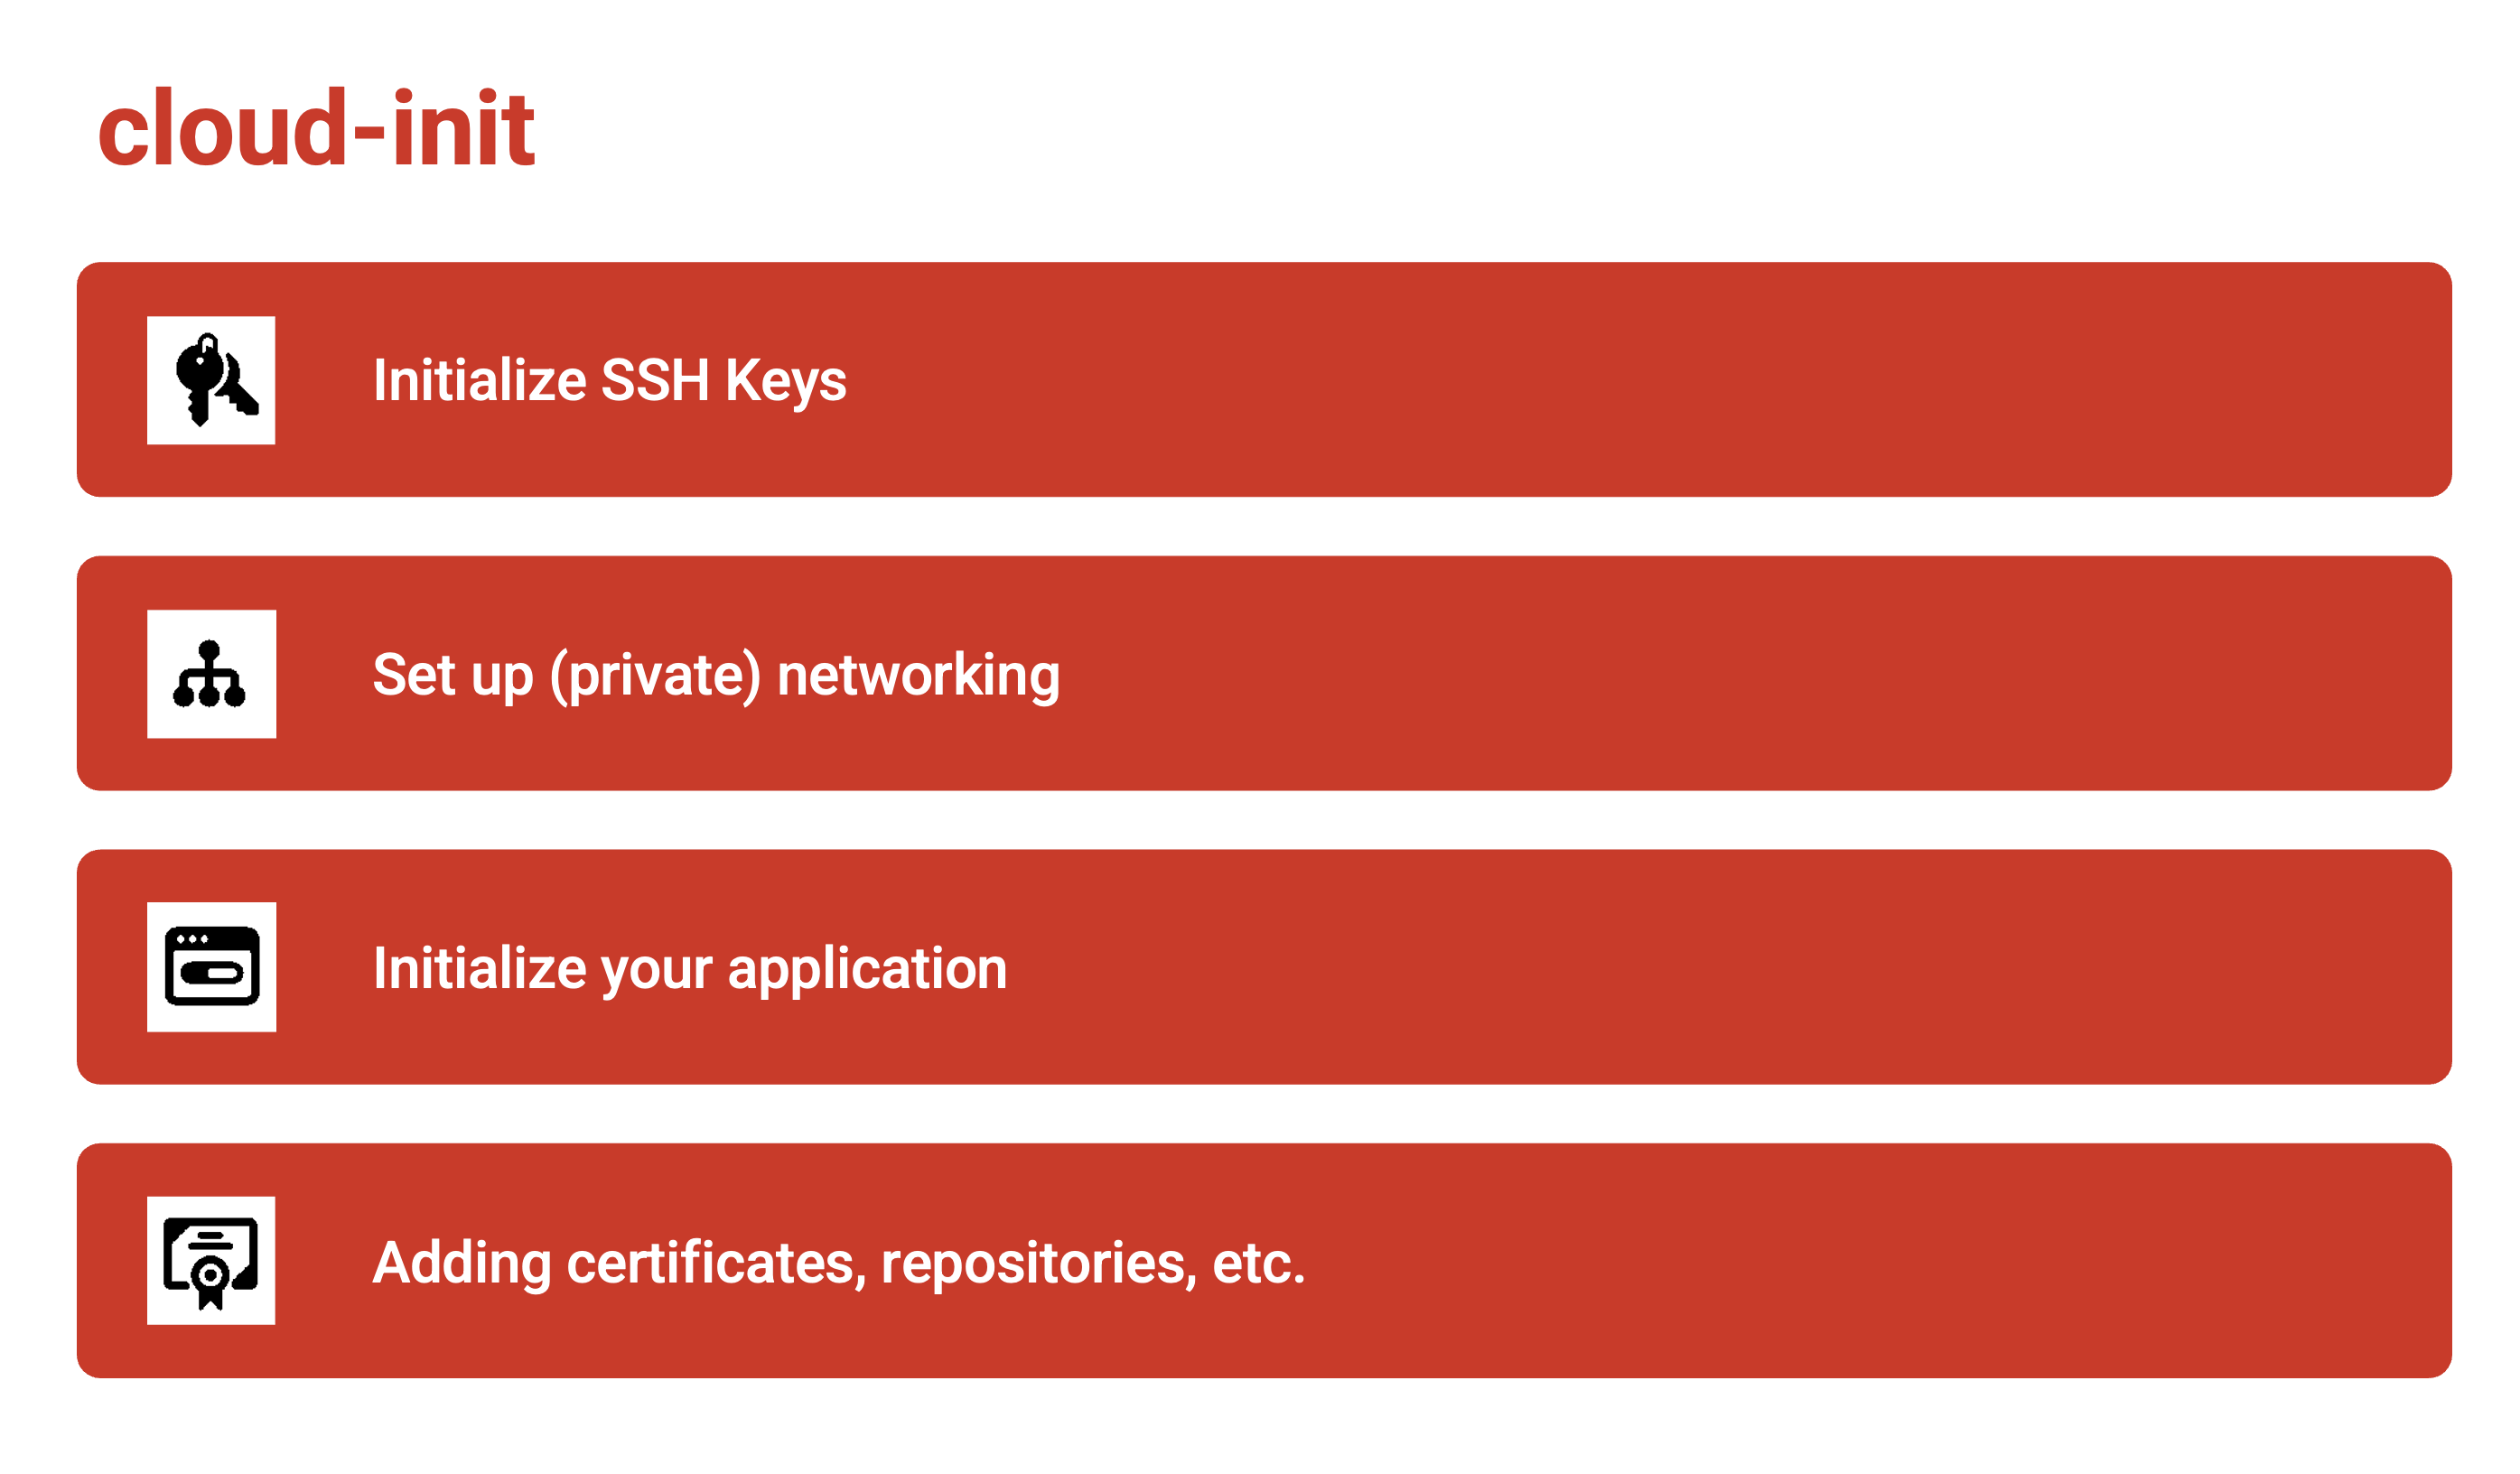 cloud-init
Initialize SSH Keys
Set up (private) networking
Initialize your application
Adding certificates, repositories, etc.